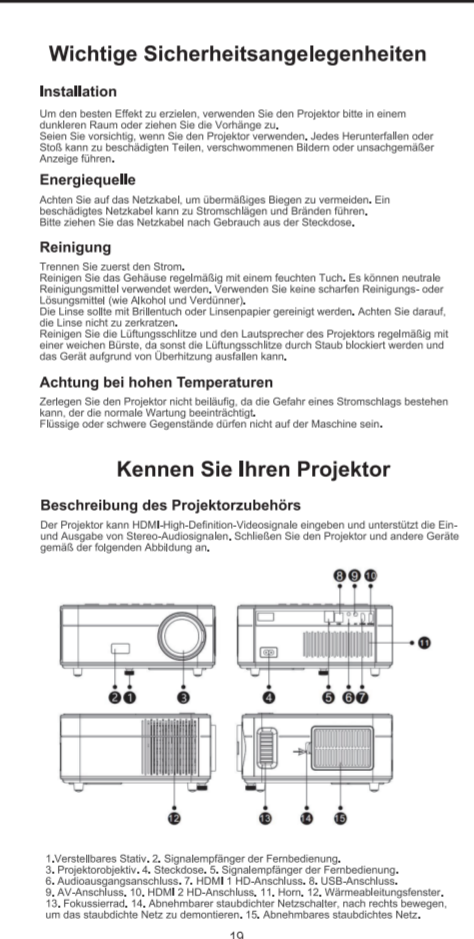 Wichtige Sicherheitsangelegenheiten
Installation
Um den besten Effekt zu erzielen, verwenden Sie den Projektor bitte in einem
dunkleren Raum oder ziehen Sie die Vorhänge zu.
Seien Sie vorsichtig, wenn Sie den Projektor verwenden. Jedes Herunterfallen oder
Stoß kann zu beschädigten Teilen, verschwommenen Bildern oder unsachgemäßer
Anzeige führen.
Energiequelle
Achten Sie auf das Netzkabel, um übermäßiges Biegen zu vermeiden. Ein
beschädigtes Netzkabel kann zu Stromschlägen und Bränden führen.
Bitte ziehen Sie das Netzkabel nach Gebrauch aus der Steckdose.
Reinigung
Trennen Sie zuerst den Strom.
Reinigen Sie das Gehäuse regelmäßig mit einem feuchten Tuch. Es können neutrale
Reinigungsmittel verwendet werden. Verwenden Sie keine scharfen Reinigungs- oder
Lösungsmittel (wie Alkohol und Verdünner).
Die Linse sollte mit Brillentuch oder Linsenpapier gereinigt werden. Achten Sie darauf,
die Linse nicht zu zerkratzen.
Reinigen Sie die Lüftungsschlitze und den Lautsprecher des Projektors regelmäßig mit
einer weichen Bürste, da sonst die Lüftungsschlitze durch Staub blockiert werden und
das Gerät aufgrund von Überhitzung ausfallen kann.
Achtung bei hohen Temperaturen
Zerlegen Sie den Projektor nicht beiläufig, da die Gefahr eines Stromschlags bestehen
kann, der die normale Wartung beeinträchtigt.
Flüssige oder schwere Gegenstände dürfen nicht auf der Maschine sein.
Kennen Sie Ihren Projektor
Beschreibung des Projektorzubehörs
Der Projektor kann HDMI-High-Definition-Videosignale eingeben und unterstützt die Ein-
und Ausgabe von Stereo-Audiosignalen. Schließen Sie den Projektor und andere Geräte
gemäß der folgenden Abbildung an.
8 9 10
11
2 1 3 4 5 6 7
12 13 14 15
1.Verstellbares Stativ. 2. Signalempfänger der Fernbedienung.
3. Projektorobjektiv. 4. Steckdose. 5. Signalempfänger der Fernbedienung.
6. Audioausgangsanschluss. 7. HDMI 1 HD-Anschluss. 8. USB-Anschluss.
9. AV-Anschluss. 10. HDMI 2 HD-Anschluss. 11. Horn. 12. Wärmeableitungsfenster.
13. Fokussierrad. 14. Abnehmbarer staubdichter Netzschalter, nach rechts bewegen,
um das staubdichte Netz zu demontieren. 15. Abnehmbares staubdichtes Netz.
19